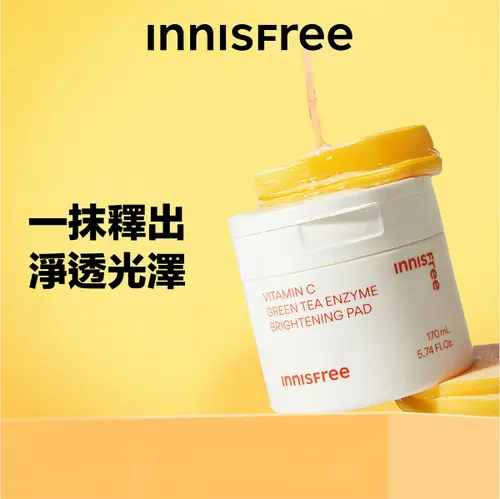 innisfree
一抹釋出
淨透光澤
innisfree
VITAMIN C
GREEN TEA ENZYME
BRIGHTENING PAD
170 mL
5.74 Fl.Oz.
innisfree